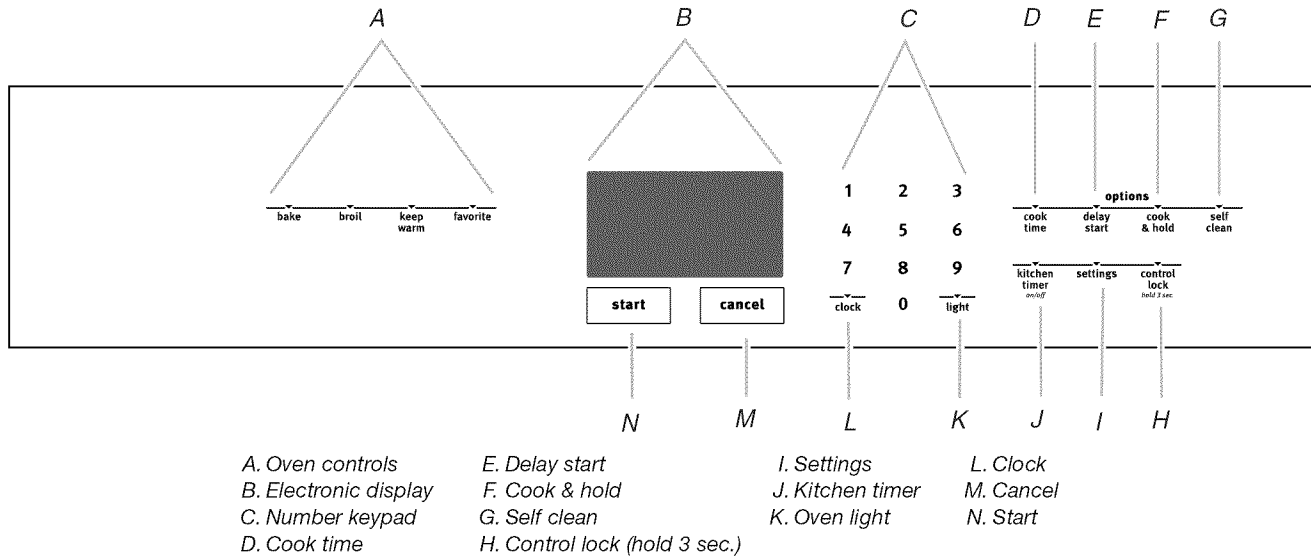 A B C D E F G
1 2 3
options
bake broil keep warm favorite
cook time delay start cook & hold self clean
4 5 6
7 8 9
kitchen timer on/off settings control lock hold 3 sec.
start cancel clock 0 light
N M L K J I H
A. Oven controls
B. Electronic display
C. Number keypad
D. Cook time
E. Delay start
F. Cook & hold
G. Self clean
H. Control lock (hold 3 sec.)
I. Settings
J. Kitchen timer
K. Oven light
L. Clock
M. Cancel
N. Start